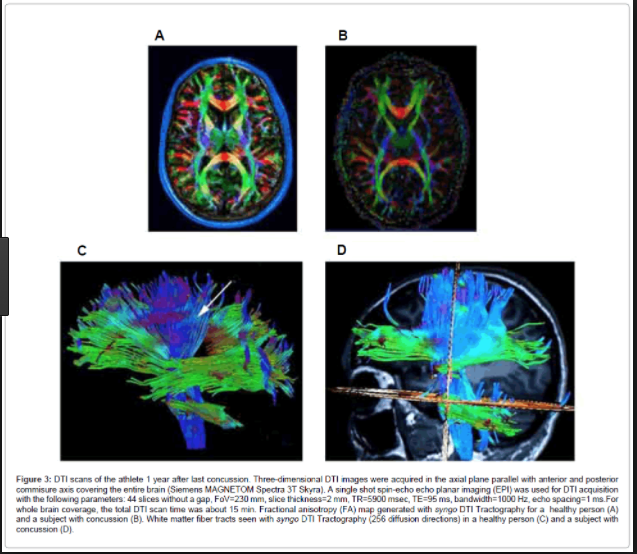 A
B
C
D
Figure 3: DTI scans of the athlete 1 year after last concussion. Three-dimensional DTI images were acquired in the axial plane parallel with anterior and posterior
commisure axis covering the entire brain (Siemens MAGNETOM Spectra 3T Skyra). A single shot spin-echo echo planar imaging (EPI) was used for DTI acquisition
with the following parameters: 44 slices without a gap, FoV=230 mm, slice thickness=2 mm, TR=5900 msec, TE=95 ms, bandwidth=1000 Hz, echo spacing=1 ms.For
whole brain coverage, the total DTI scan time was about 15 min. Fractional anisotropy (FA) map generated with syngo DTI Tractography for a healthy person (A)
and a subject with concussion (B). White matter fiber tracts seen with syngo DTI Tractography (256 diffusion directions) in a healthy person (C) and a subject with
concussion (D).